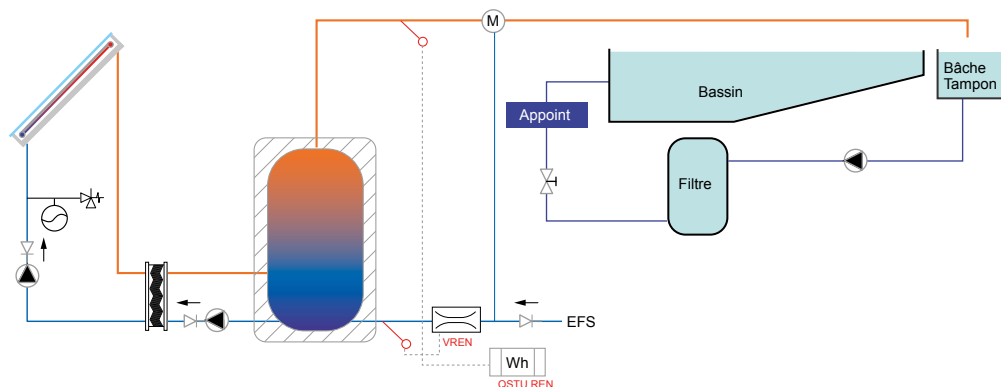 M
Bâche
Tampon
Bassin
Appoint
Filtre
EFS
VREN
Wh
QSTU REN